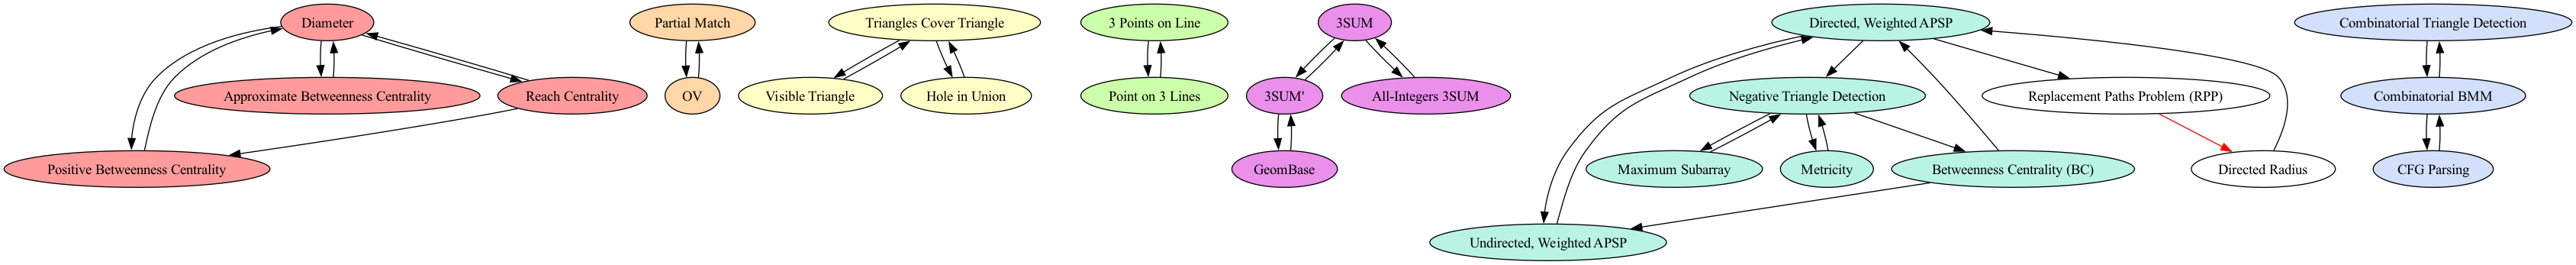 Diameter
Partial Match
Triangles Cover Triangle
3 Points on Line
3SUM
Directed, Weighted APSP
Combinatorial Triangle Detection
Approximate Betweenness Centrality
Reach Centrality
OV
Visible Triangle
Hole in Union
Point on 3 Lines
3SUM'
All-Integers 3SUM
Negative Triangle Detection
Replacement Paths Problem (RPP)
Combinatorial BMM
Positive Betweenness Centrality
GeomBase
Maximum Subarray
Metricity
Betweenness Centrality (BC)
Directed Radius
CFG Parsing
Undirected, Weighted APSP